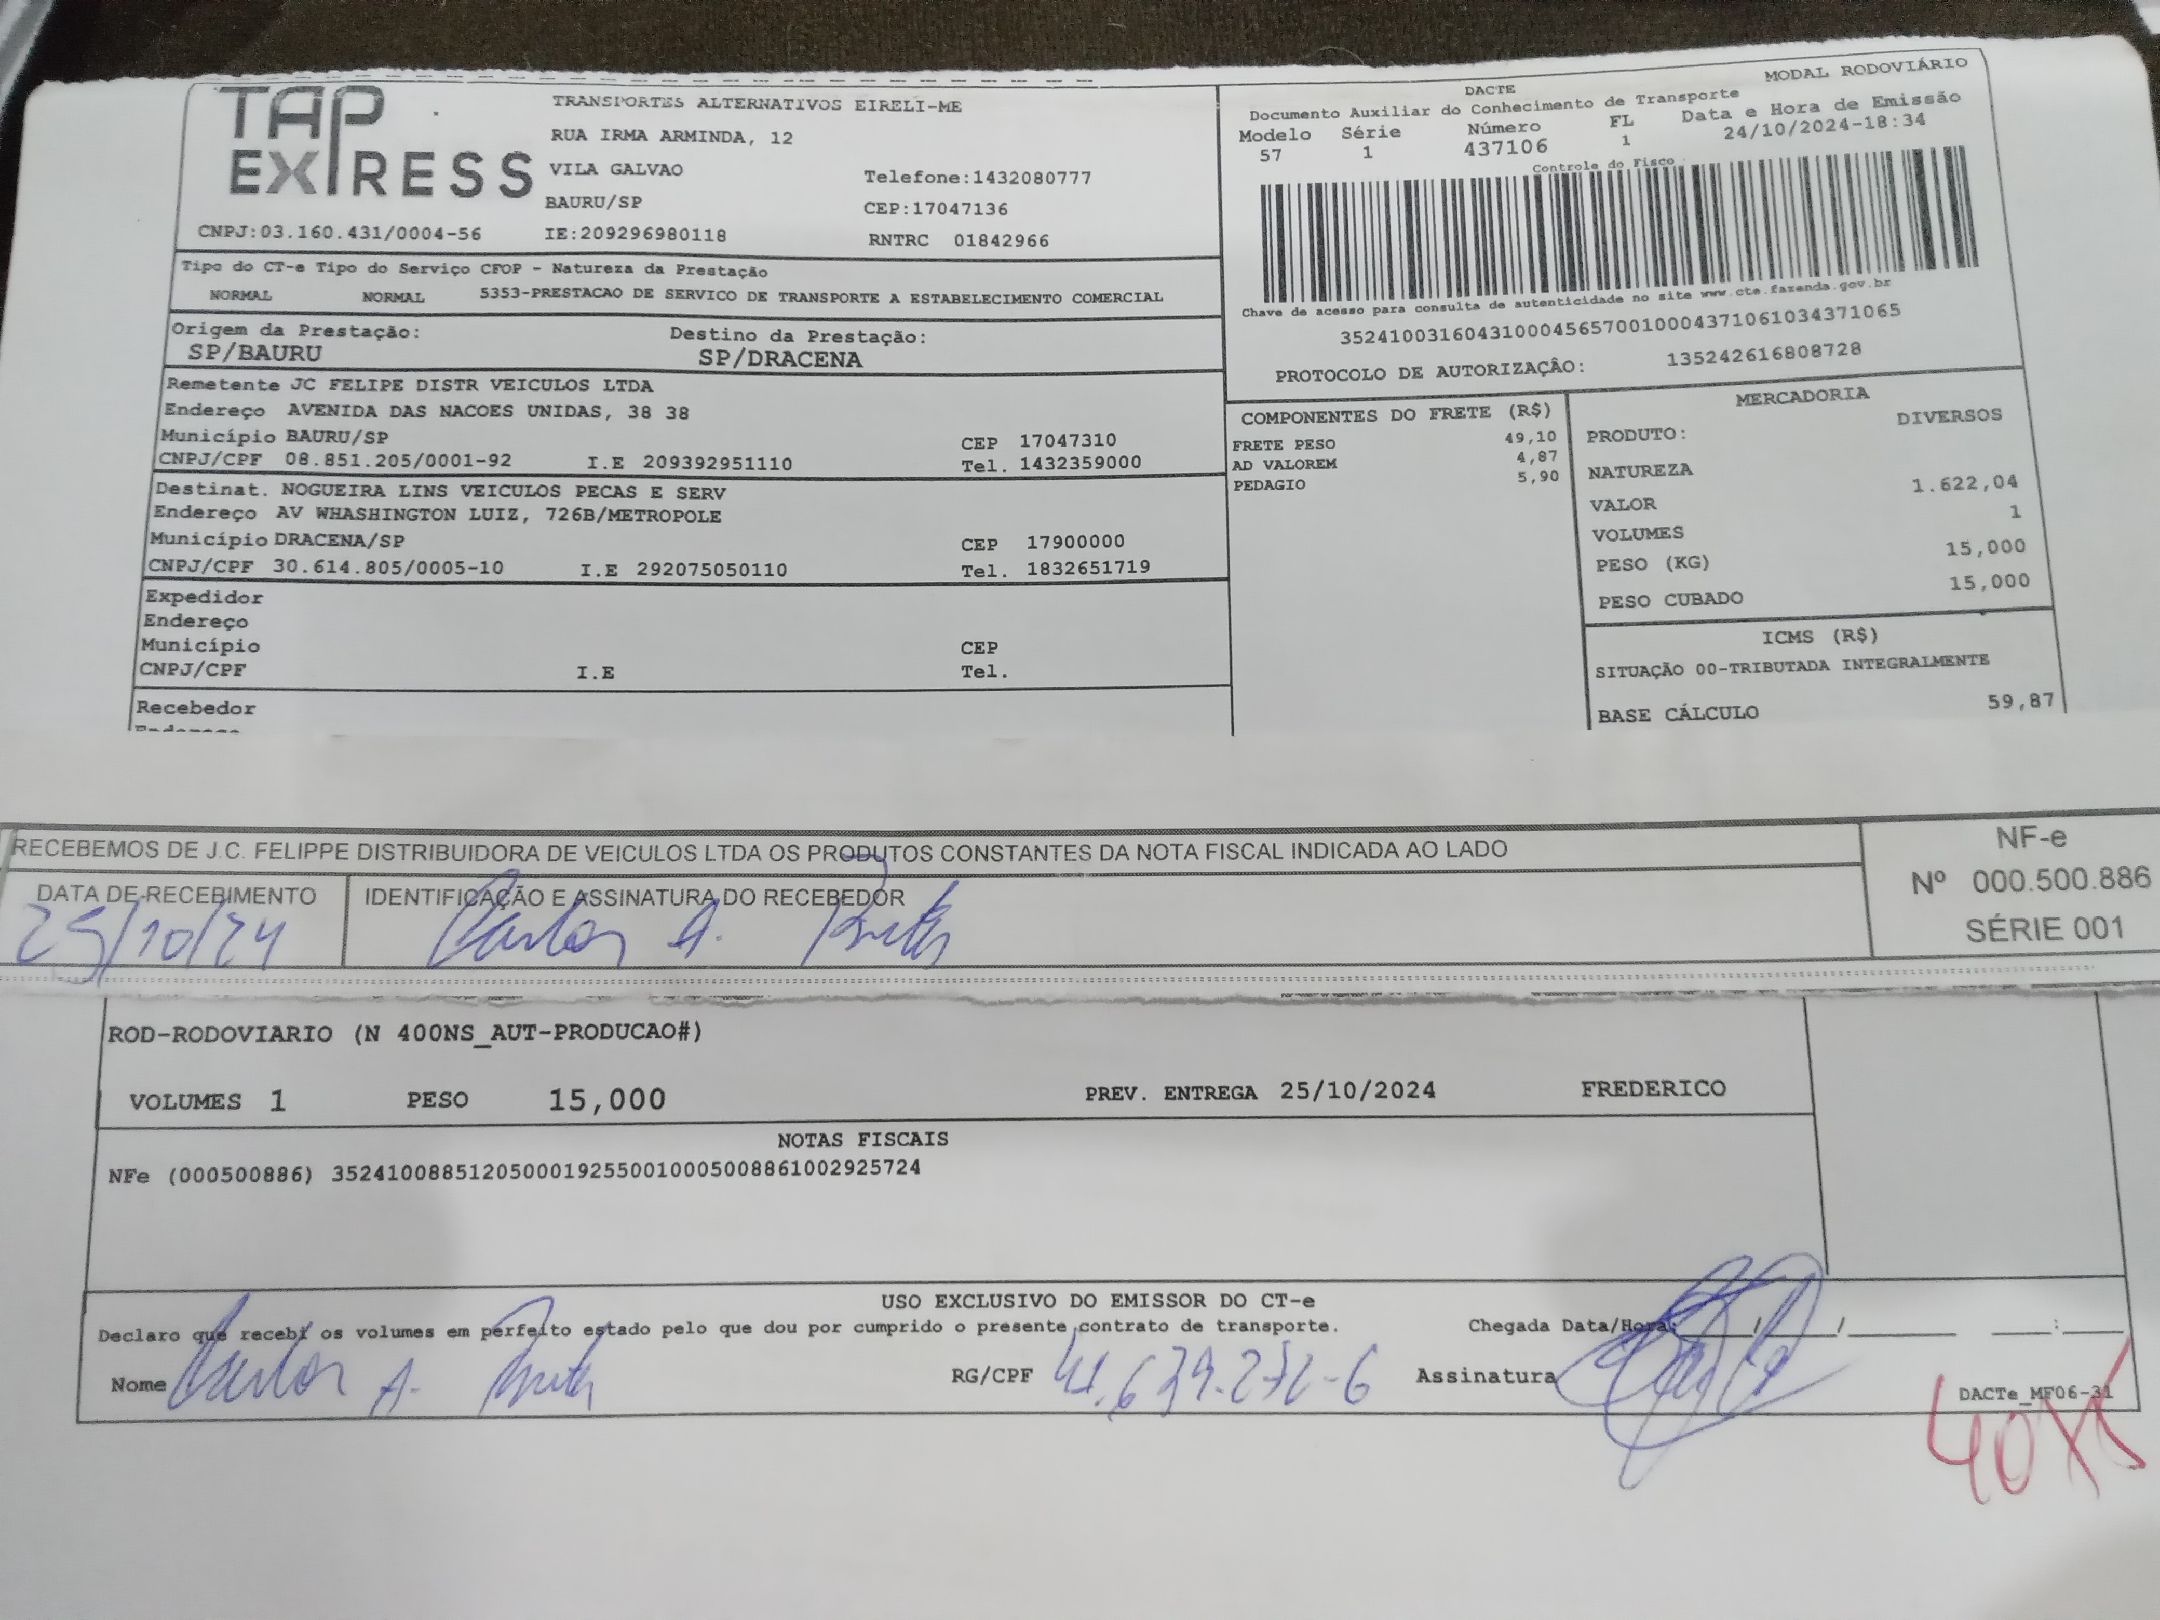 TAP EXPRESS
TRANSPORTES ALTERNATIVOS EIRELI-ME
RUA IRMA ARMINDA, 12
VILA GALVAO Telefone:1432080777
BAURU/SP CEP:17047136
CNPJ:03.160.431/0004-56 IE:209296980118 RNTRC 01842966
MODAL RODOVIÁRIO
DACTE
Documento Auxiliar do Conhecimento de Transporte
Modelo Série Número FL Data e Hora de Emissão
57 1 437106 1 24/10/2024-18:34
Controle do Fisco
Chave de acesso para consulta de autenticidade no site www.cte.fazenda.gov.br
35241003160431000456570010004371061034371065
PROTOCOLO DE AUTORIZAÇÂO: 135242616808728
Tipo do CT-e Tipo do Serviço CFOP - Natureza da Prestação
NORMAL NORMAL 5353-PRESTACAO DE SERVICO DE TRANSPORTE A ESTABELECIMENTO COMERCIAL
Origem da Prestação: Destino da Prestação:
SP/BAURU SP/DRACENA
Remetente JC FELIPE DISTR VEICULOS LTDA
Endereço AVENIDA DAS NACOES UNIDAS, 38 38
Município BAURU/SP CEP 17047310
CNPJ/CPF 08.851.205/0001-92 I.E 209392951110 Tel. 1432359000
Destinat. NOGUEIRA LINS VEICULOS PECAS E SERV
Endereço AV WHASHINGTON LUIZ, 726B/METROPOLE
Município DRACENA/SP CEP 17900000
CNPJ/CPF 30.614.805/0005-10 I.E 292075050110 Tel. 1832651719
Expedidor
Endereço
Município CEP
CNPJ/CPF I.E Tel.
Recebedor
COMPONENTES DO FRETE (R$)
FRETE PESO 49,10
AD VALOREM 4,87
PEDAGIO 5,90
MERCADORIA
PRODUTO: DIVERSOS
NATUREZA
VALOR 1.622,04
VOLUMES 1
PESO (KG) 15,000
PESO CUBADO 15,000
ICMS (R$)
SITUAÇÃO 00-TRIBUTADA INTEGRALMENTE
BASE CÁLCULO 59,87
RECEBEMOS DE J.C. FELIPPE DISTRIBUIDORA DE VEICULOS LTDA OS PRODUTOS CONSTANTES DA NOTA FISCAL INDICADA AO LADO
DATA DE RECEBIMENTO IDENTIFICAÇÃO E ASSINATURA DO RECEBEDOR
25/10/24 Carlos A.
NF-e
Nº 000.500.886
SÉRIE 001
ROD-RODOVIARIO (N 400NS_AUT-PRODUCAO#)
VOLUMES 1 PESO 15,000 PREV. ENTREGA 25/10/2024 FREDERICO
NOTAS FISCAIS
NFe (000500886) 35241008851205000192550010005008861002925724
USO EXCLUSIVO DO EMISSOR DO CT-e
Declaro que recebi os volumes em perfeito estado pelo que dou por cumprido o presente contrato de transporte. Chegada Data/Hora: __/__/____ __:__
Nome Carlos A. RG/CPF Assinatura
DACTe_MF06-31